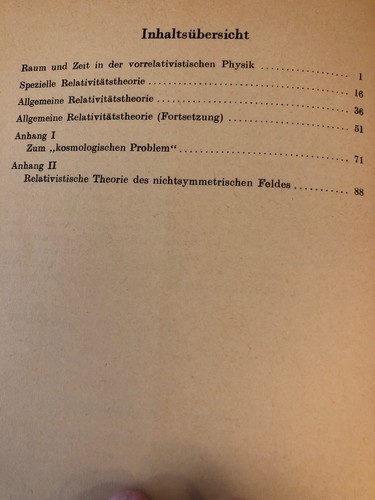 Inhaltsübersicht
Raum und Zeit in der vorrelativistischen Physik 1
Spezielle Relativitätstheorie 16
Allgemeine Relativitätstheorie 36
Allgemeine Relativitätstheorie (Fortsetzung) 51
Anhang I
Zum „kosmologischen Problem“ 71
Anhang II
Relativistische Theorie des nichtsymmetrischen Feldes 88